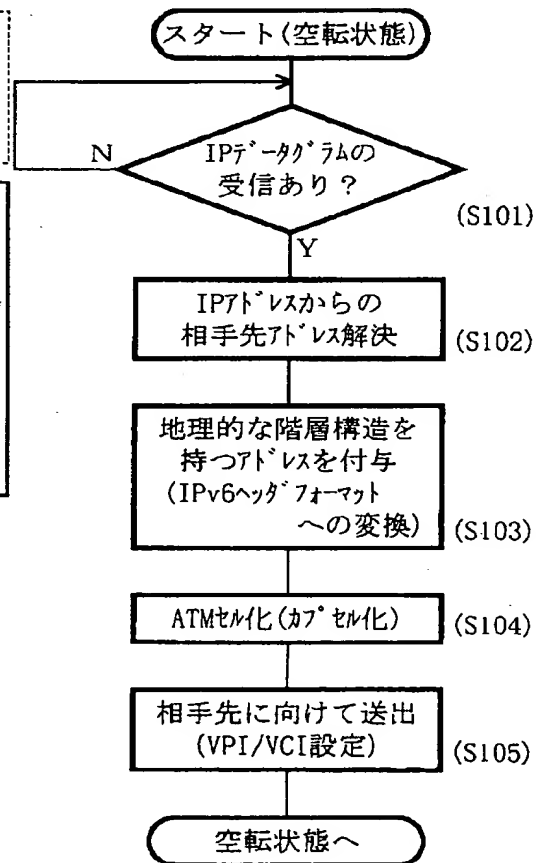 スタート(空転状態)
N
IPﾃﾞｰﾀｸﾞﾗﾑの
受信あり？
(S101)
Y
IPｱﾄﾞﾚｽからの
相手先ｱﾄﾞﾚｽ解決
(S102)
地理的な階層構造を
持つｱﾄﾞﾚｽを付与
(IPv6ﾍｯﾀﾞﾌｫｰﾏｯﾄ
への変換)
(S103)
ATMｾﾙ化(ｶﾌﾟｾﾙ化)
(S104)
相手先に向けて送出
(VPI/VCI設定)
(S105)
空転状態へ